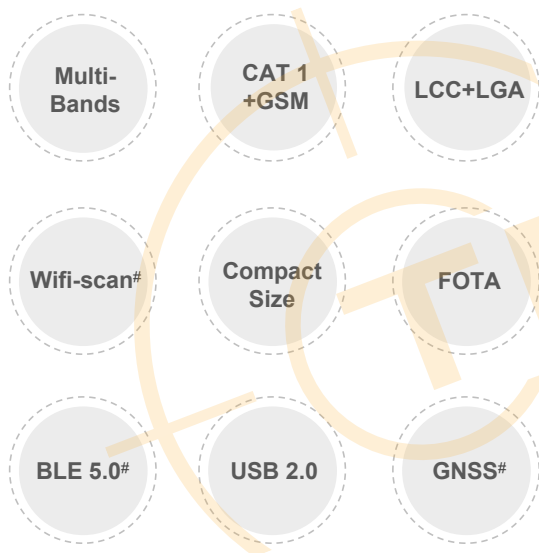 Multi-
Bands
CAT 1
+GSM
LCC+LGA
Wifi-scan#
Compact
Size
FOTA
BLE 5.0#
USB 2.0
GNSS#